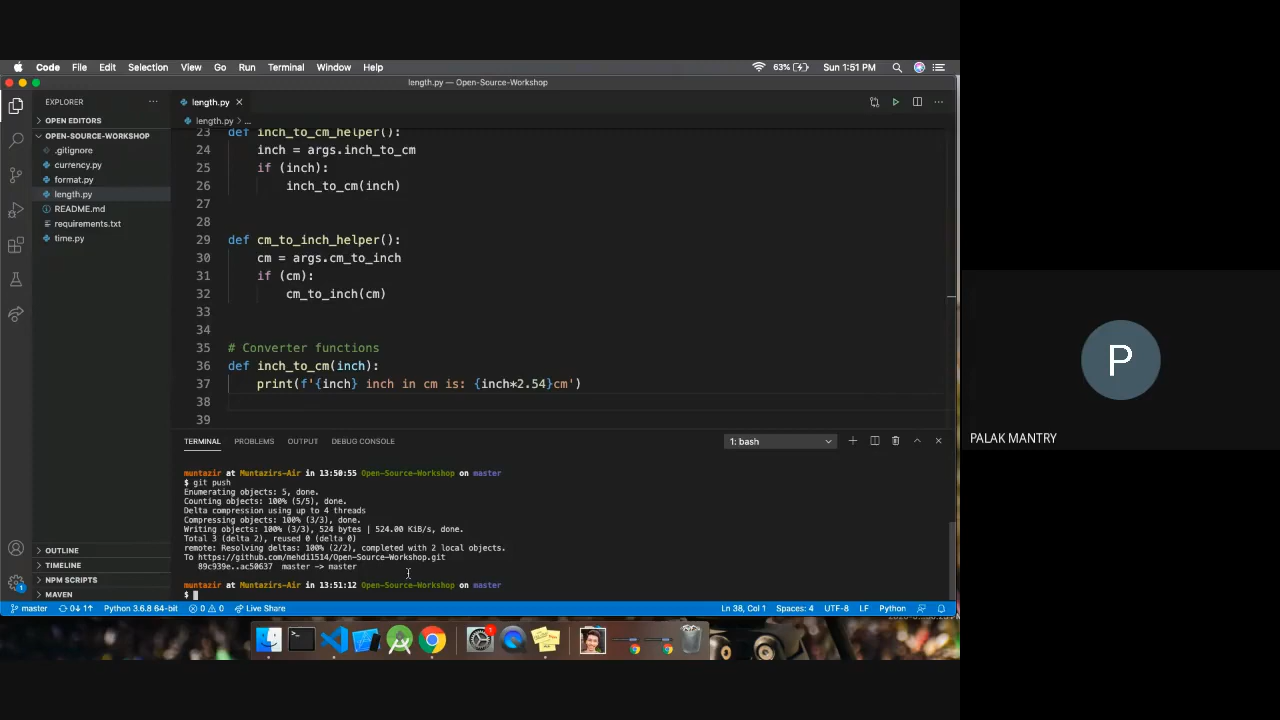 Code File Edit Selection View Go Run Terminal Window Help 63% Sun 1:51 PM
length.py — Open-Source-Workshop
EXPLORER ···
OPEN EDITORS
OPEN-SOURCE-WORKSHOP
.gitignore
currency.py
format.py
length.py
README.md
requirements.txt
time.py
OUTLINE
TIMELINE
NPM SCRIPTS
MAVEN
1
length.py
length.py > ...
23 def inch_to_cm_helper():
24 inch = args.inch_to_cm
25 if (inch):
26 inch_to_cm(inch)
27
28
29 def cm_to_inch_helper():
30 cm = args.cm_to_inch
31 if (cm):
32 cm_to_inch(cm)
33
34
35 # Converter functions
36 def inch_to_cm(inch):
37 print(f'{inch} inch in cm is: {inch*2.54}cm')
38
39
TERMINAL PROBLEMS OUTPUT DEBUG CONSOLE 1: bash
muntazir at Muntazirs-Air in 13:50:55 Open-Source-Workshop on master
$ git push
Enumerating objects: 5, done.
Counting objects: 100% (5/5), done.
Delta compression using up to 4 threads
Compressing objects: 100% (3/3), done.
Writing objects: 100% (3/3), 524 bytes | 524.00 KiB/s, done.
Total 3 (delta 2), reused 0 (delta 0)
remote: Resolving deltas: 100% (2/2), completed with 2 local objects.
To https://github.com/mehdi1514/Open-Source-Workshop.git
89c939e..ac50637 master -> master
muntazir at Muntazirs-Air in 13:51:12 Open-Source-Workshop on master
$
master 0↓ 1↑ Python 3.6.8 64-bit 0 0 Live Share Ln 38, Col 1 Spaces: 4 UTF-8 LF Python
1
P
PALAK MANTRY